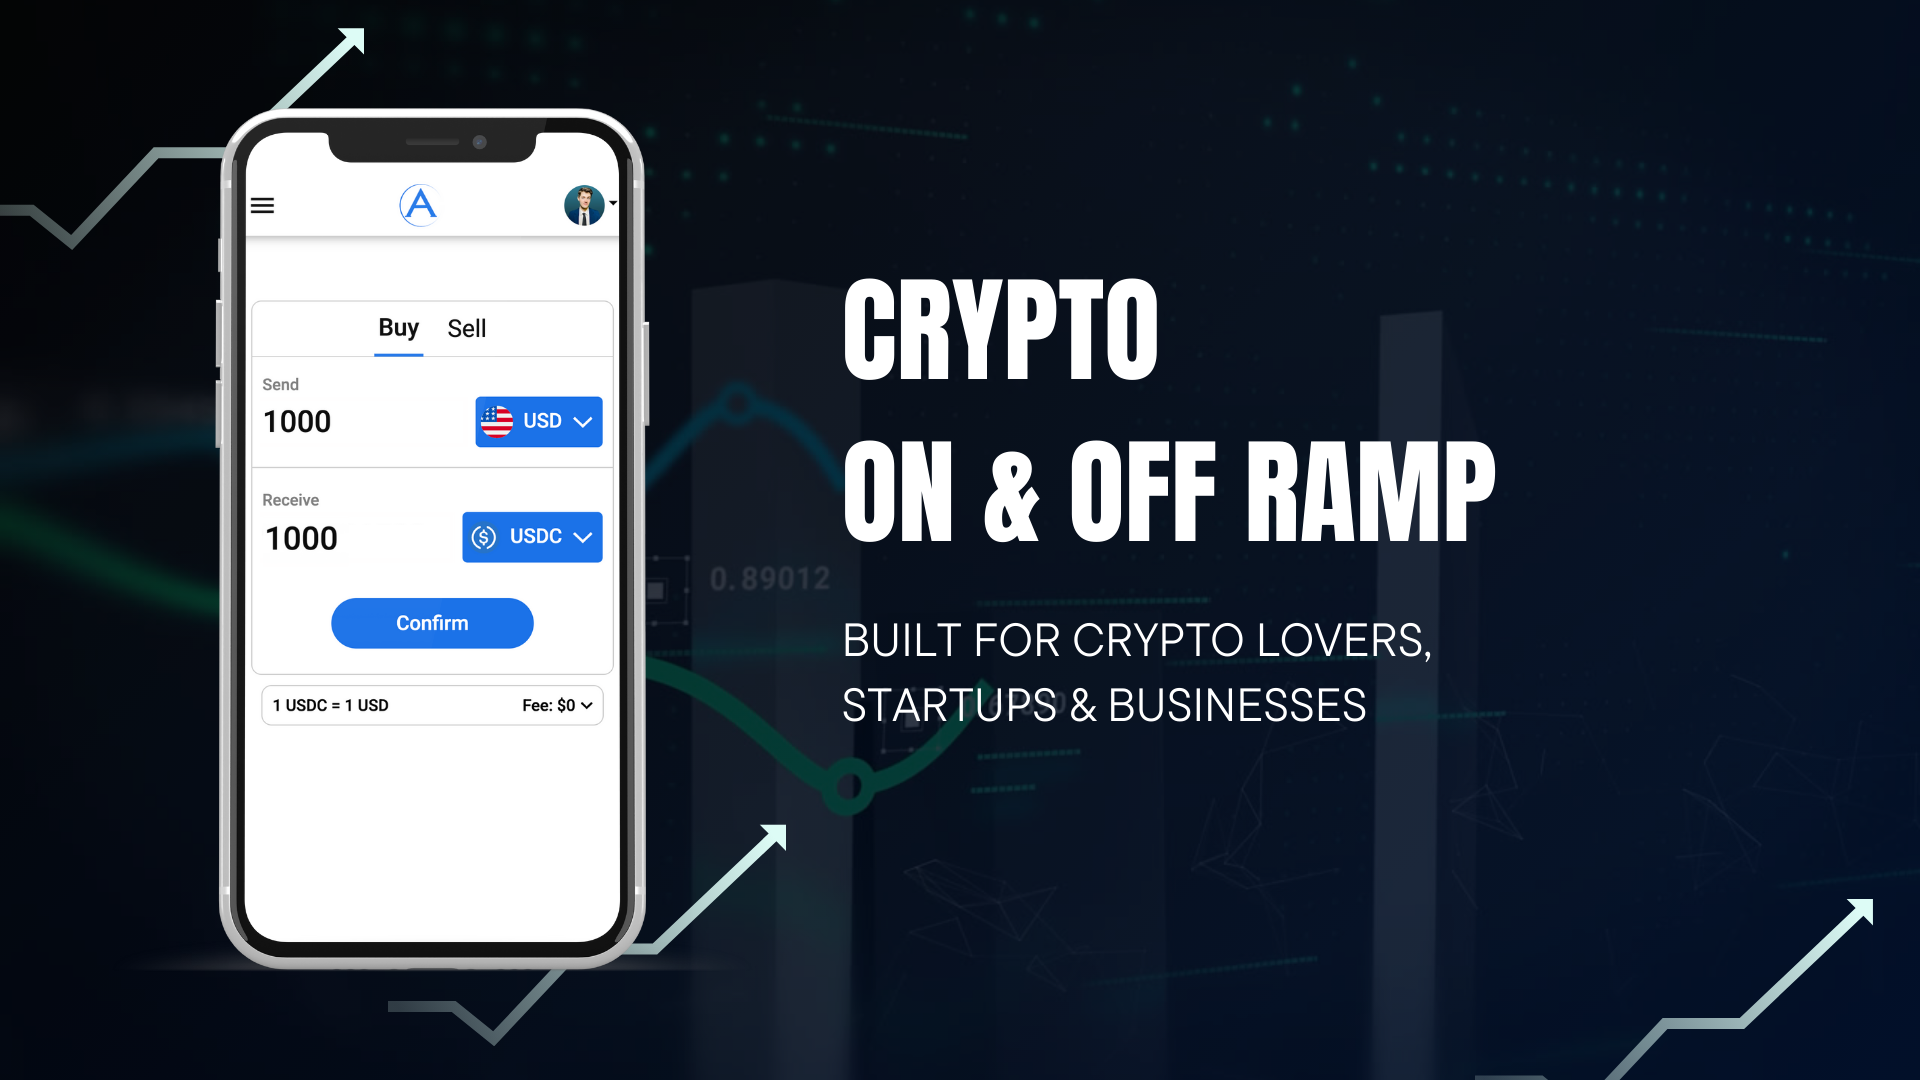 A
Buy Sell
Send
1000 USD
Receive
1000 USDC
Confirm
1 USDC = 1 USD Fee: $0
CRYPTO
ON & OFF RAMP
BUILT FOR CRYPTO LOVERS,
STARTUPS & BUSINESSES
0.89012